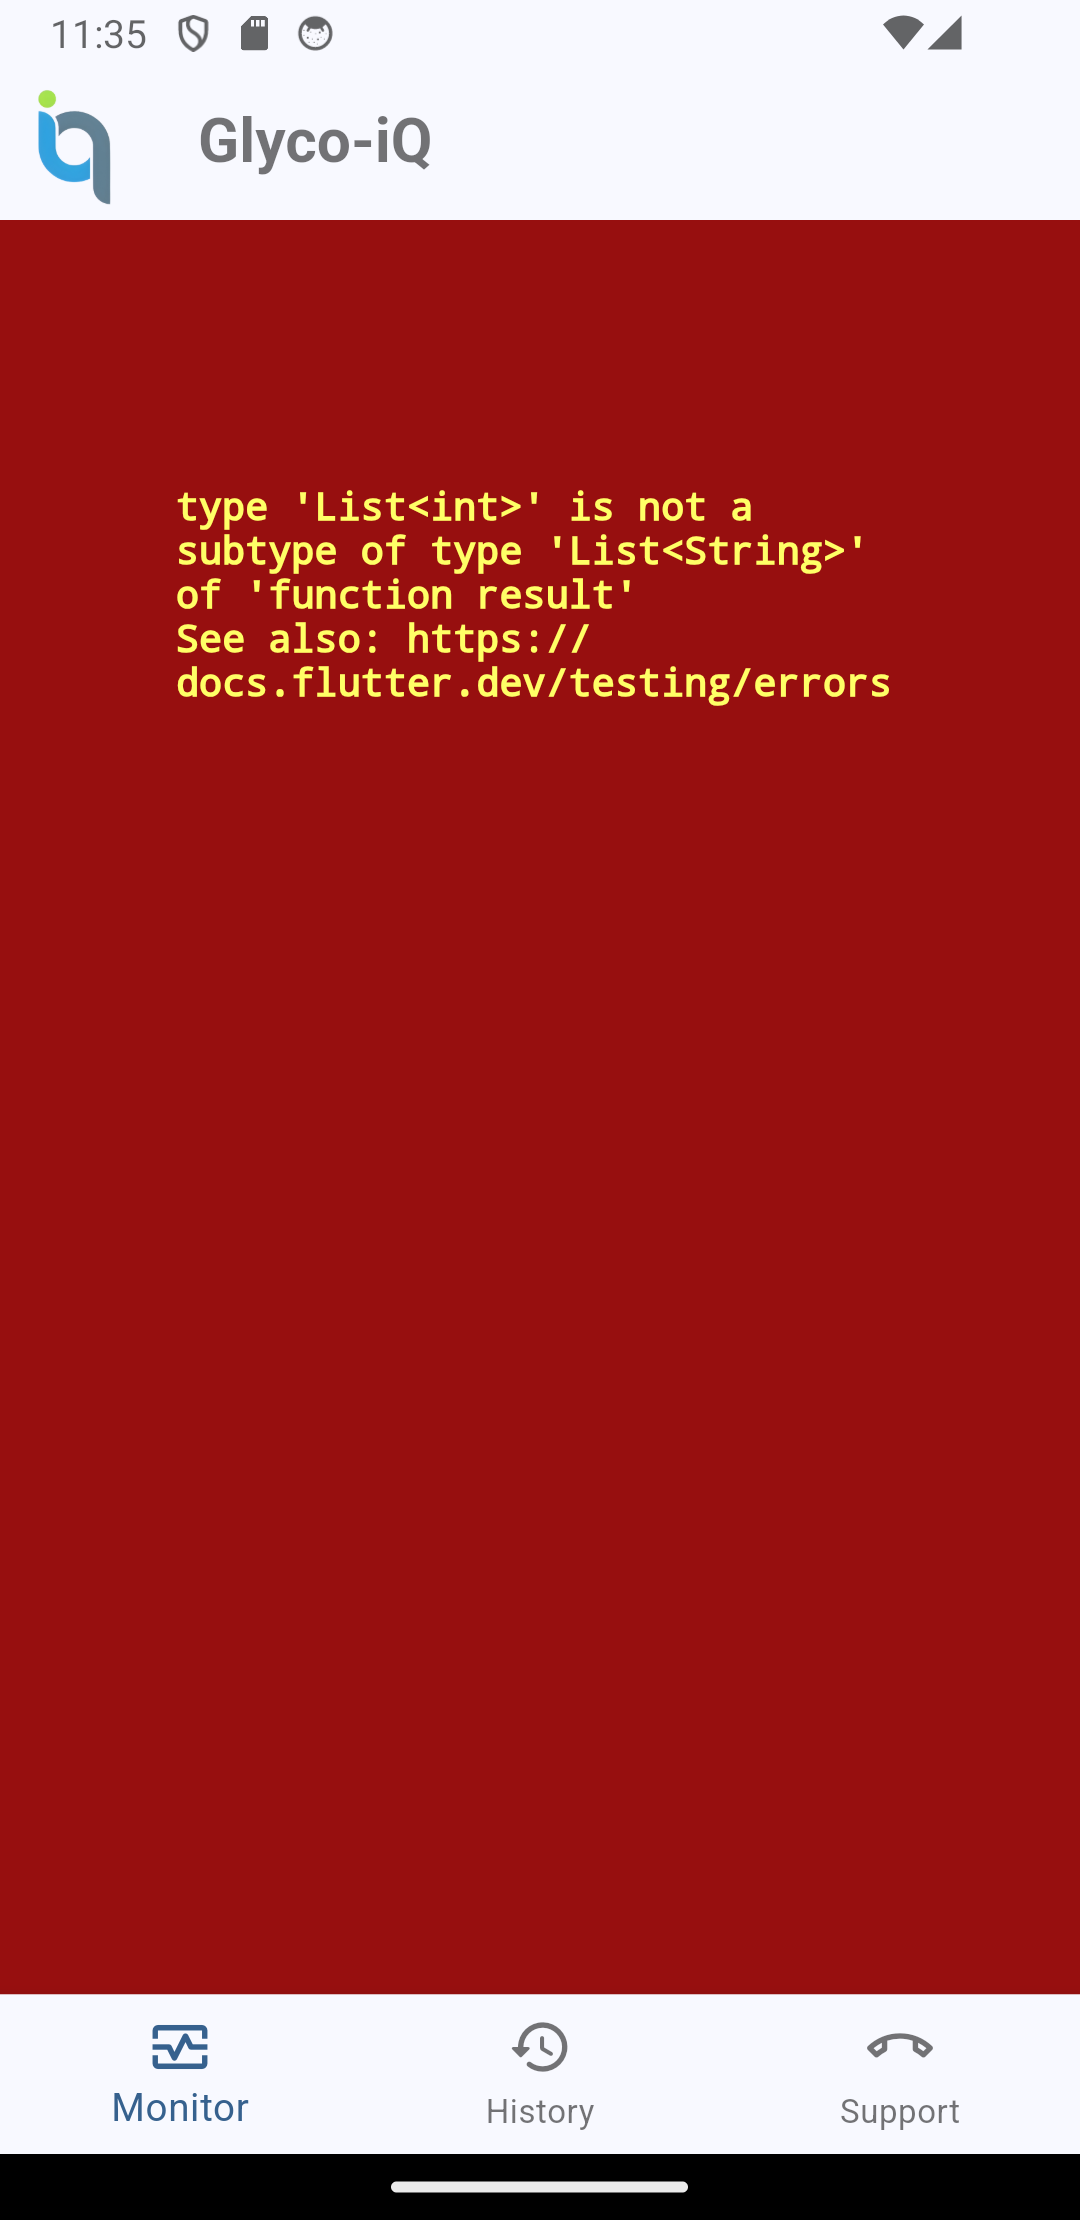 11:35
Glyco-iQ
type 'List<int>' is not a
subtype of type 'List<String>'
of 'function result'
See also: https://
docs.flutter.dev/testing/errors
Monitor
History
Support